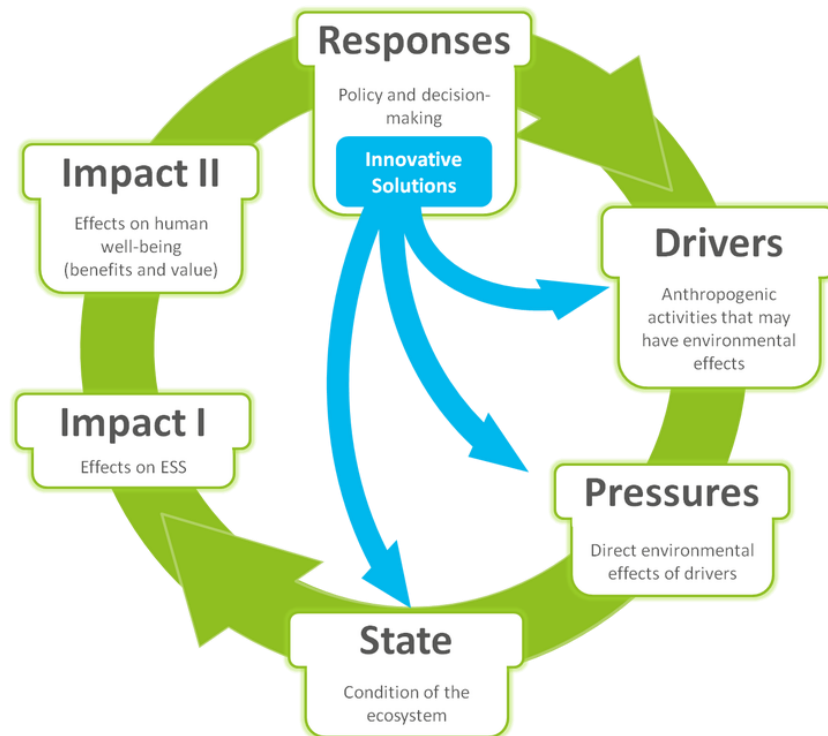 Responses
Policy and decision-
making
Innovative
Solutions
Drivers
Anthropogenic
activities that may
have environmental
effects
Pressures
Direct environmental
effects of drivers
State
Condition of the
ecosystem
Impact I
Effects on ESS
Impact II
Effects on human
well-being
(benefits and value)